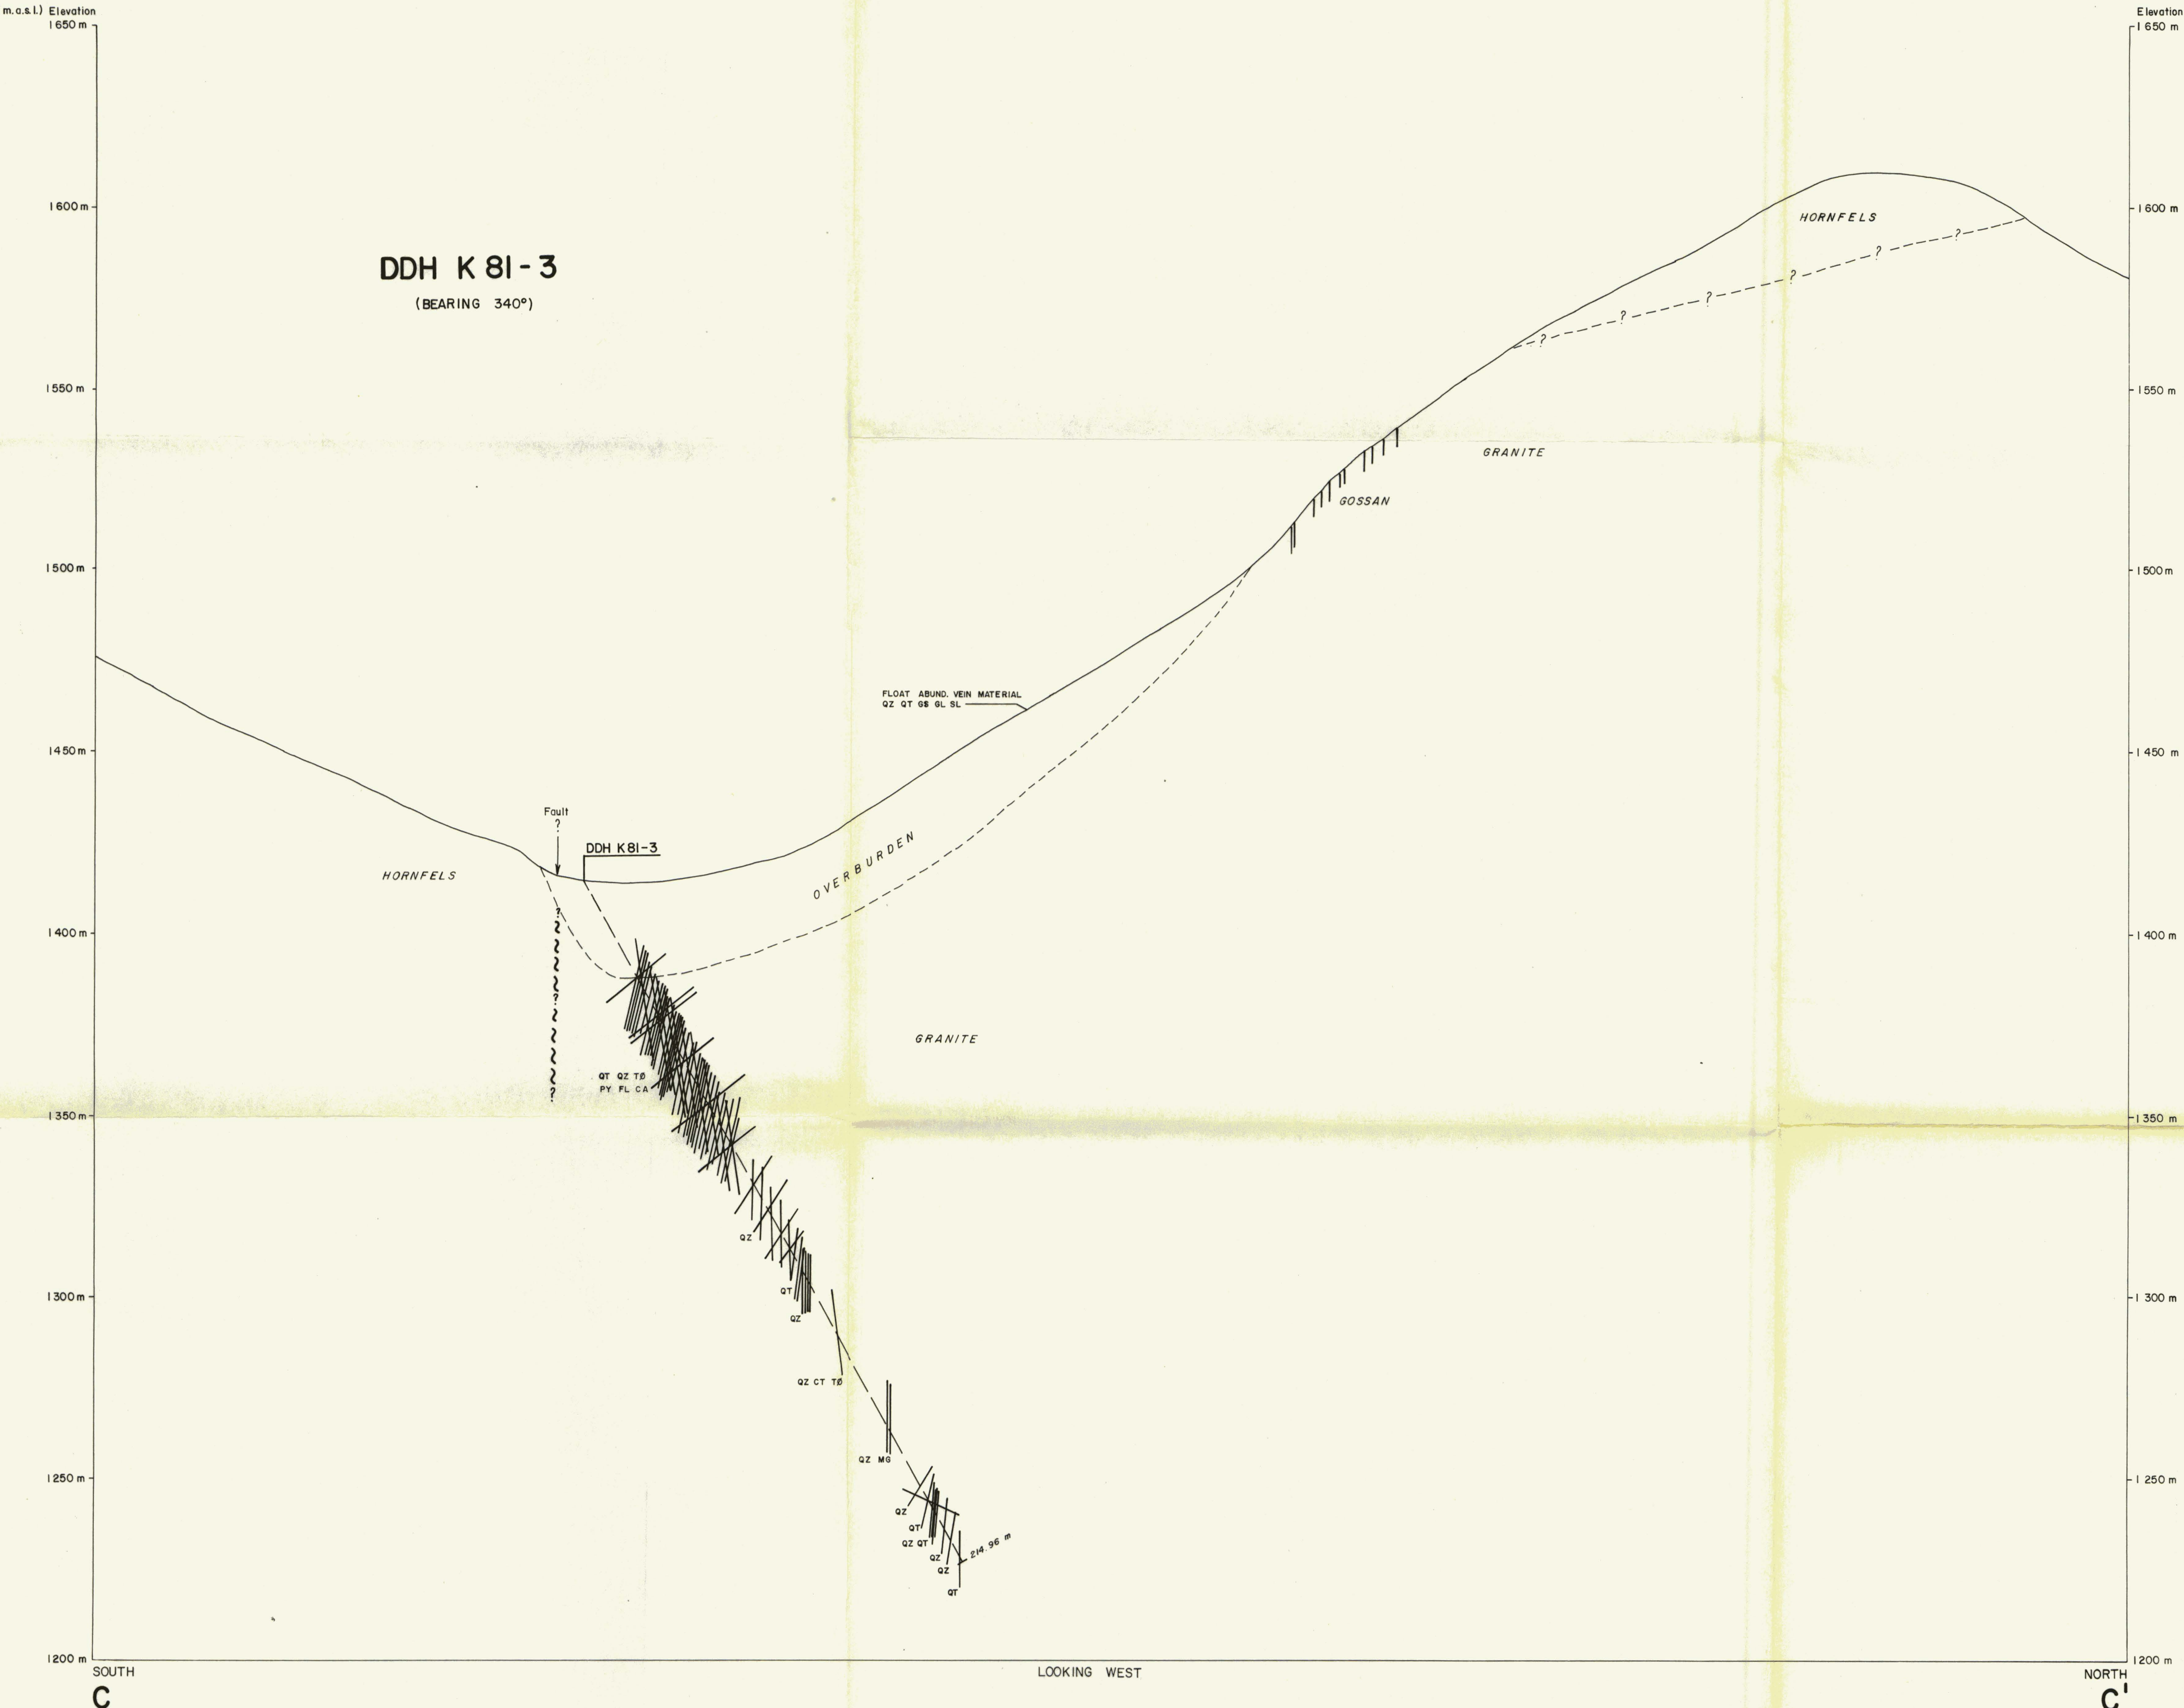 m.a.s.l.) Elevation
Elevation
1650 m
1650 m
1600 m
1600 m
HORNFELS
?
?
?
?
?
?
DDH K 81-3
(BEARING 340°)
1550 m
1550 m
GRANITE
GOSSAN
1500 m
1500 m
FLOAT ABUND. VEIN MATERIAL
QZ QT GS GL SL
1450 m
1450 m
Fault
?
DDH K81-3
OVERBURDEN
HORNFELS
?
1400 m
1400 m
?
GRANITE
QT QZ TØ
PY FL CA
?
1350 m
1350 m
QZ
QT
1300 m
1300 m
QZ
QZ CT TØ
QZ MG
1250 m
1250 m
QZ
QT
QZ QT
QZ
QZ
214.96 m
QT
1200 m
1200 m
SOUTH
LOOKING WEST
NORTH
C
C'